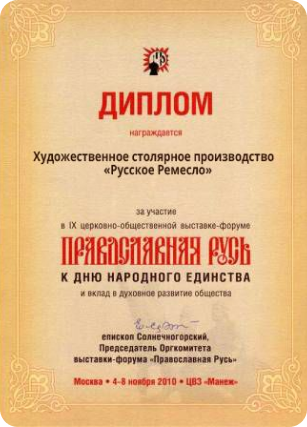 ДИПЛОМ
награждается
Художественное столярное производство
«Русское Ремесло»
за участие
в IX церковно-общественной выставке-форуме
ПРАВОСЛАВНАЯ РУСЬ
К ДНЮ НАРОДНОГО ЕДИНСТВА
и вклад в духовное развитие общества
епископ Солнечногорский,
Председатель Оргкомитета
выставки-форума «Православная Русь»
Москва • 4–8 ноября 2010 • ЦВЗ «Манеж»